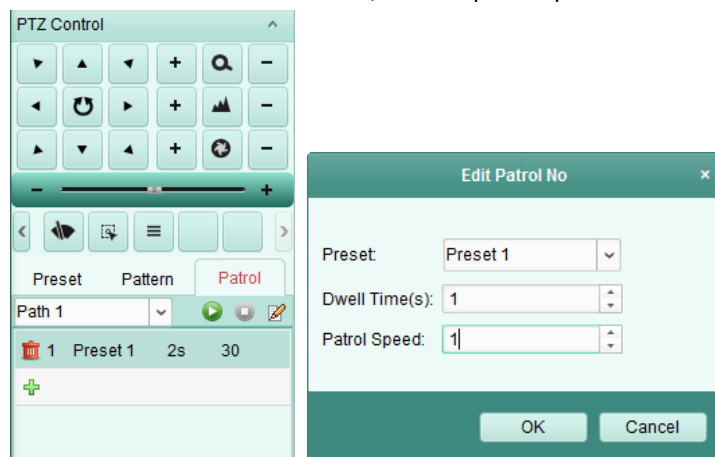 PTZ Control
Preset Pattern Patrol
Path 1
1 Preset 1 2s 30
Edit Patrol No
Preset: Preset 1
Dwell Time(s): 1
Patrol Speed: 1
OK Cancel